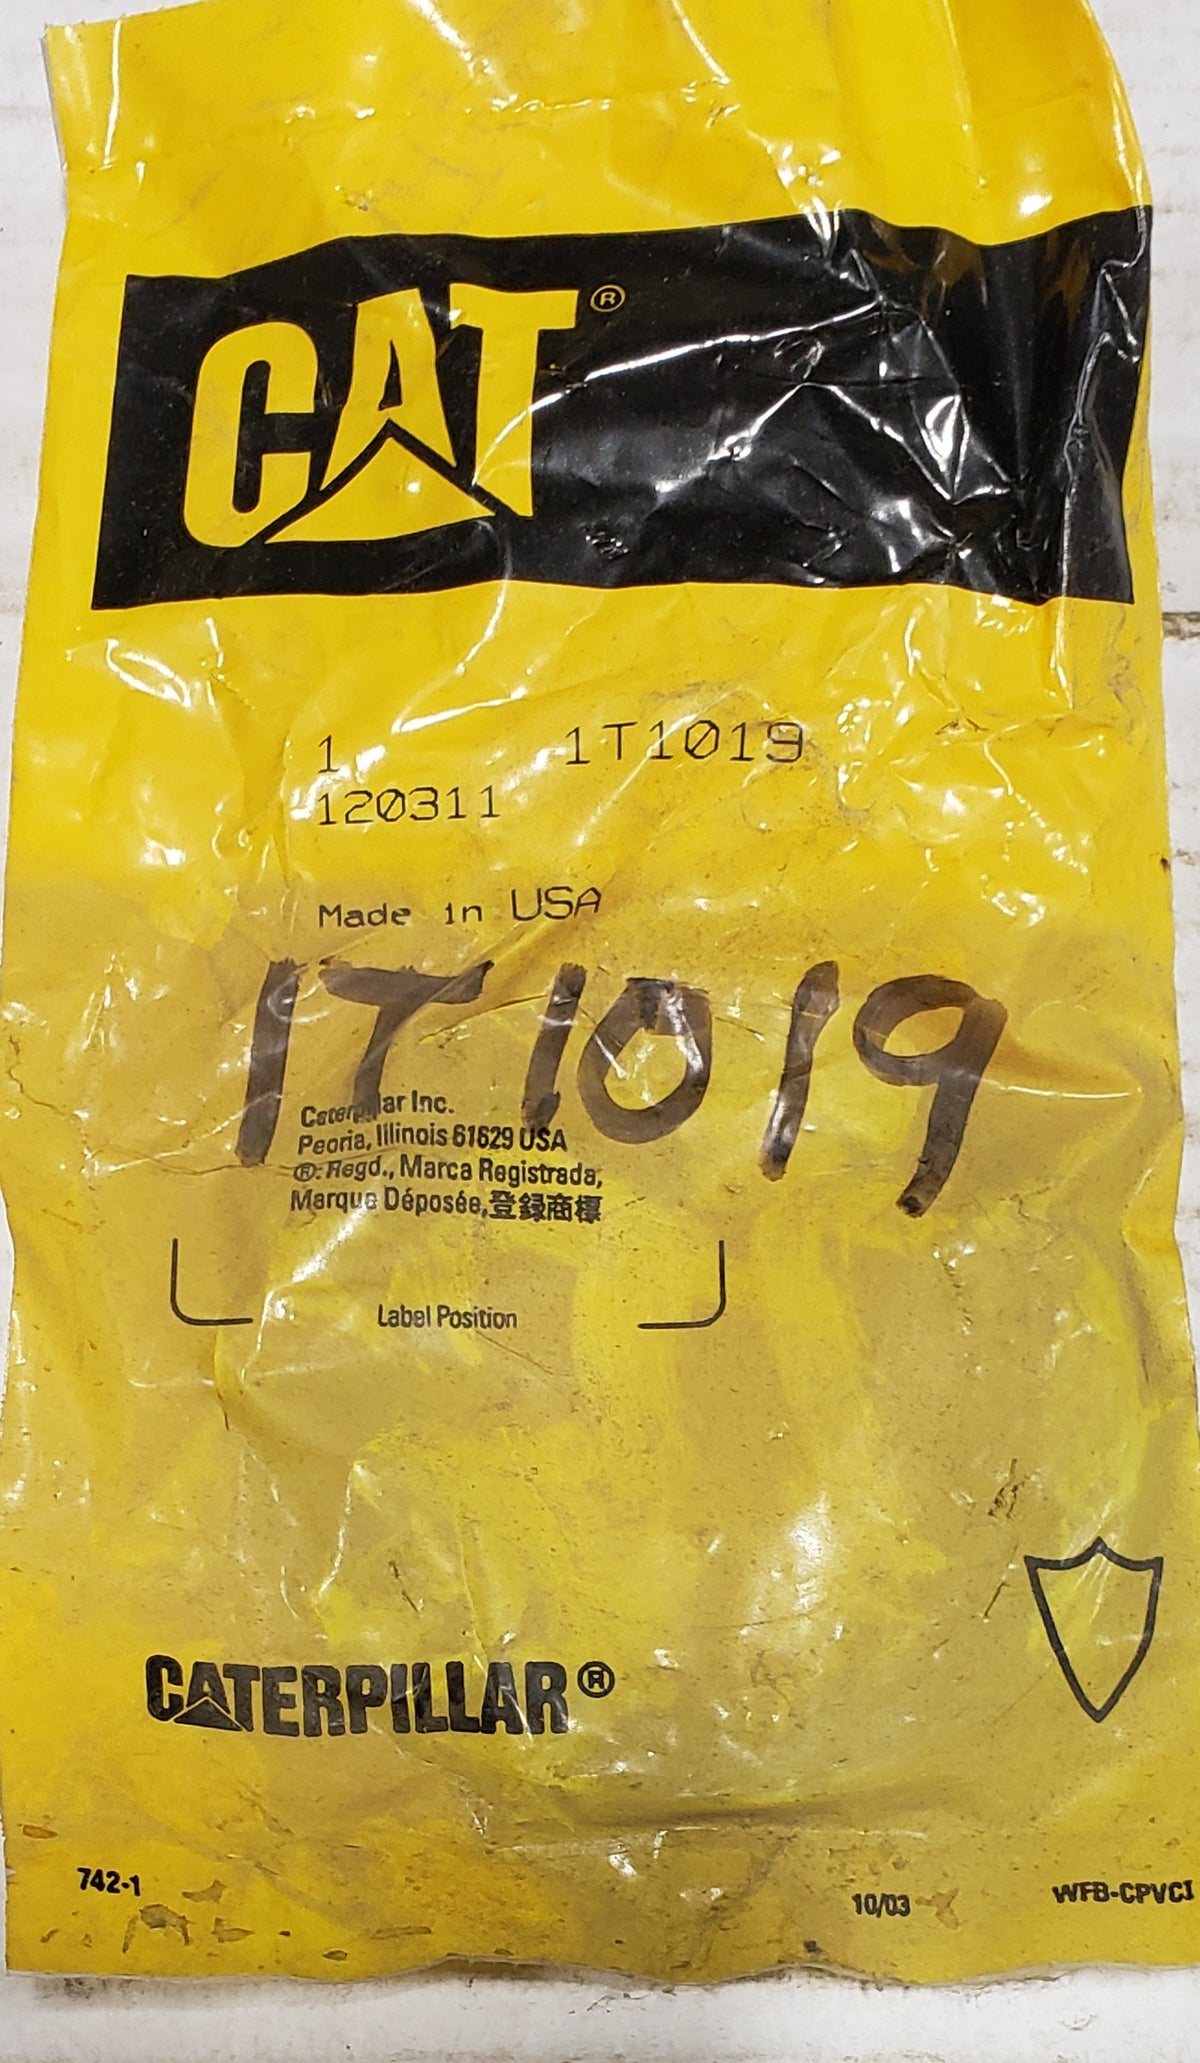 CAT®
1 1T1019
120311
Made in USA
1T1019
Caterpillar Inc.
Peoria, Illinois 61629 USA
®: Regd., Marca Registrada,
Marque Déposée, 登録商標
Label Position
CATERPILLAR®
742-1 10/03 WFB-CPVCI